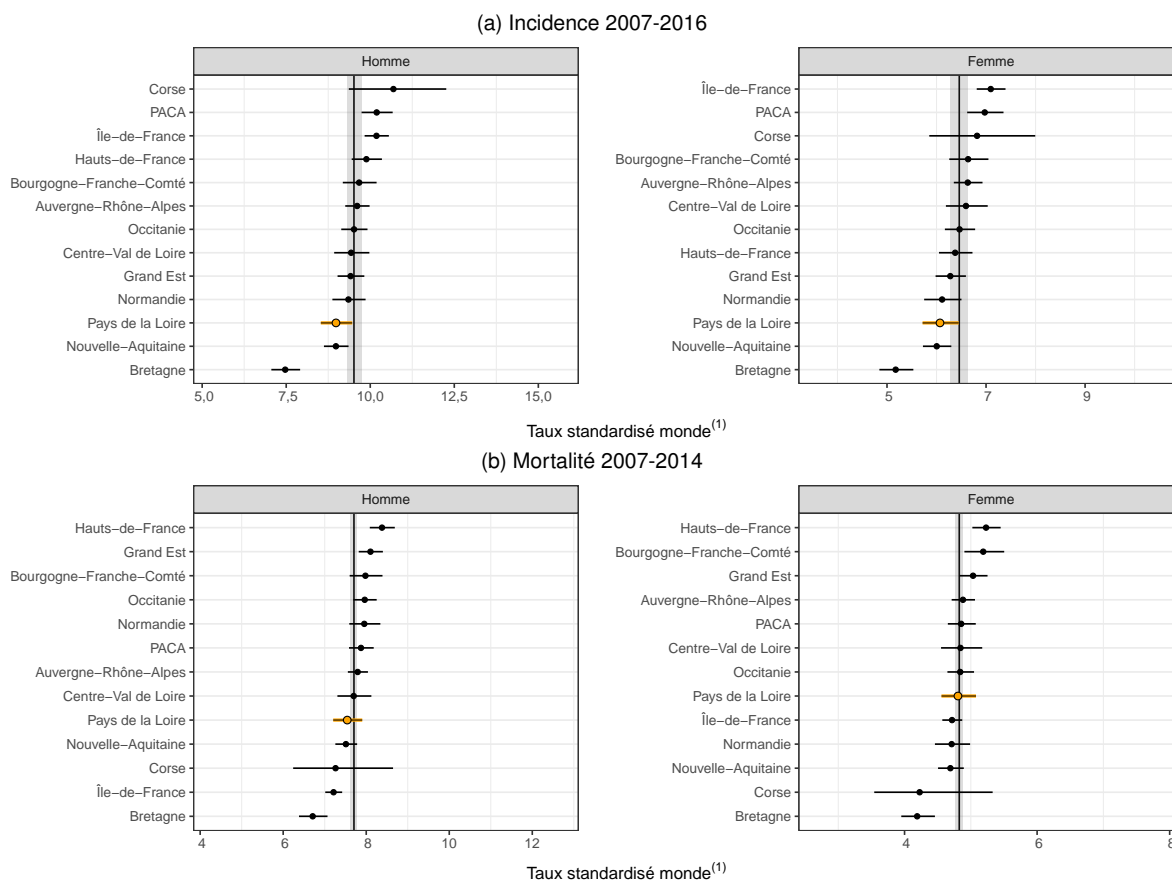 (a) Incidence 2007-2016
Homme
Corse
PACA
Île−de−France
Hauts−de−France
Bourgogne−Franche−Comté
Auvergne−Rhône−Alpes
Occitanie
Centre−Val de Loire
Grand Est
Normandie
Pays de la Loire
Nouvelle−Aquitaine
Bretagne
5,0 7,5 10,0 12,5 15,0
Femme
Île−de−France
PACA
Corse
Bourgogne−Franche−Comté
Auvergne−Rhône−Alpes
Centre−Val de Loire
Occitanie
Hauts−de−France
Grand Est
Normandie
Pays de la Loire
Nouvelle−Aquitaine
Bretagne
5 7 9
Taux standardisé monde(1)
(b) Mortalité 2007-2014
Homme
Hauts−de−France
Grand Est
Bourgogne−Franche−Comté
Occitanie
Normandie
PACA
Auvergne−Rhône−Alpes
Centre−Val de Loire
Pays de la Loire
Nouvelle−Aquitaine
Corse
Île−de−France
Bretagne
4 6 8 10 12
Femme
Hauts−de−France
Bourgogne−Franche−Comté
Grand Est
Auvergne−Rhône−Alpes
PACA
Centre−Val de Loire
Occitanie
Pays de la Loire
Île−de−France
Normandie
Nouvelle−Aquitaine
Corse
Bretagne
4 6 8
Taux standardisé monde(1)